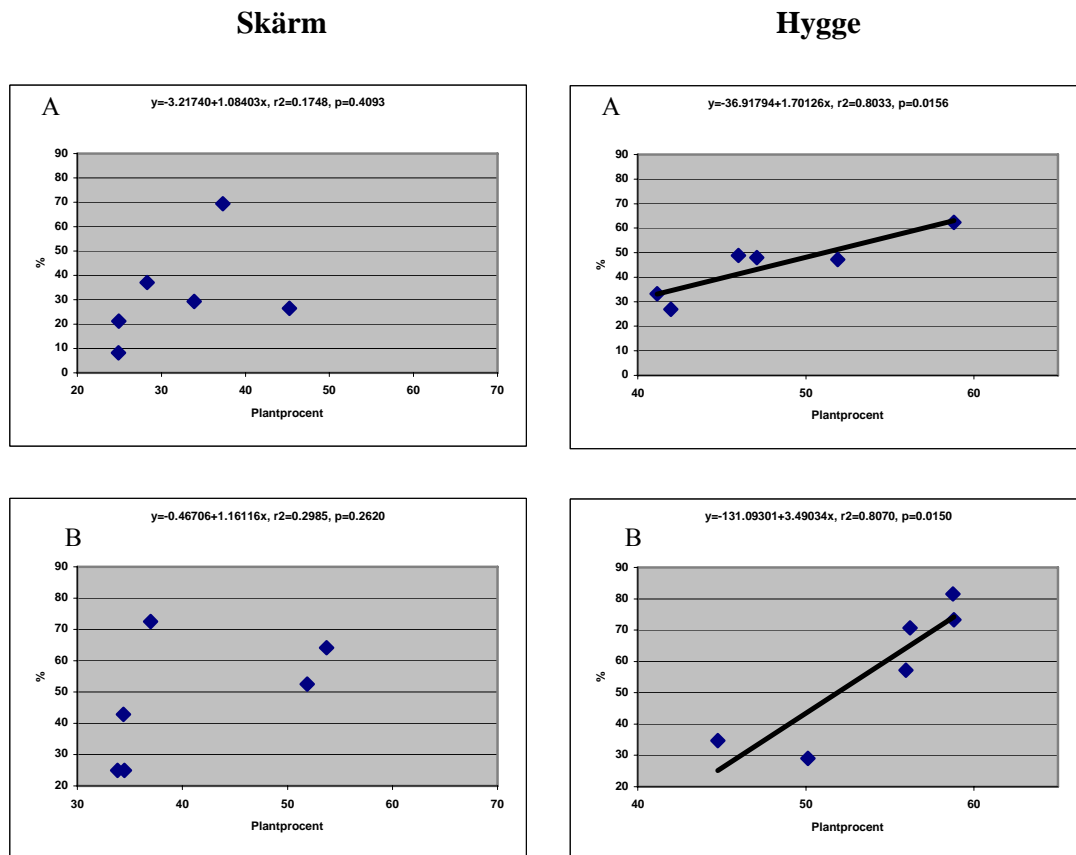 Skärm
Hygge
A
y=-3.21740+1.08403x, r2=0.1748, p=0.4093
90
80
70
60
50
40
30
20
10
0
%
20 30 40 50 60 70
Plantprocent
A
y=-36.91794+1.70126x, r2=0.8033, p=0.0156
90
80
70
60
50
40
30
20
10
0
%
40 50 60
Plantprocent
B
y=-0.46706+1.16116x, r2=0.2985, p=0.2620
90
80
70
60
50
40
30
20
%
30 40 50 60 70
Plantprocent
B
y=-131.09301+3.49034x, r2=0.8070, p=0.0150
90
80
70
60
50
40
30
20
%
40 50 60
Plantprocent